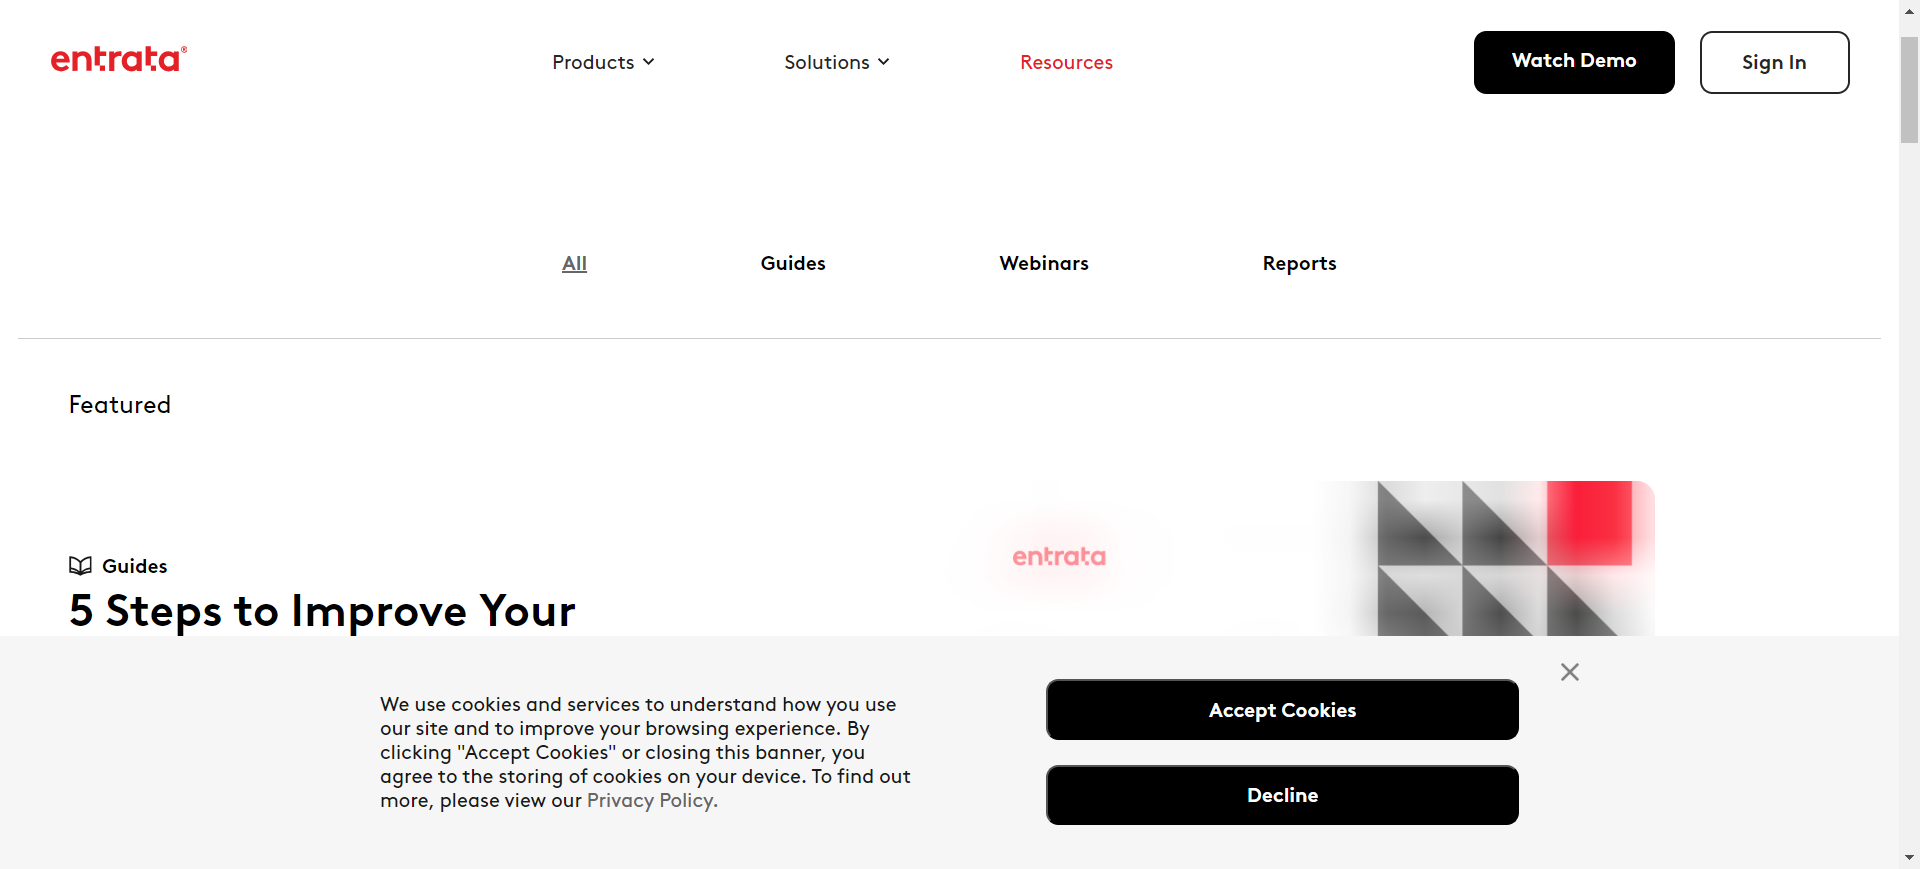 entrata®
Products
Solutions
Resources
Watch Demo
Sign In
All
Guides
Webinars
Reports
Featured
Guides
entrata
5 Steps to Improve Your
We use cookies and services to understand how you use
our site and to improve your browsing experience. By
clicking "Accept Cookies" or closing this banner, you
agree to the storing of cookies on your device. To find out
more, please view our Privacy Policy.
Accept Cookies
Decline